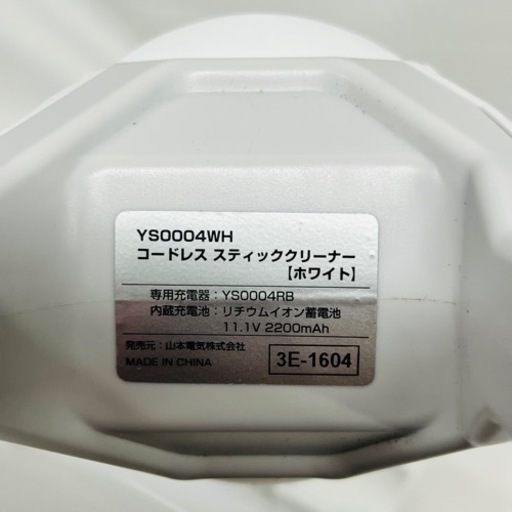 YS0004WH
コードレス スティッククリーナー
【ホワイト】
専用充電器：YS0004RB
内蔵充電池：リチウムイオン蓄電池
11.1V 2200mAh
発売元：山本電気株式会社
MADE IN CHINA
3E-1604